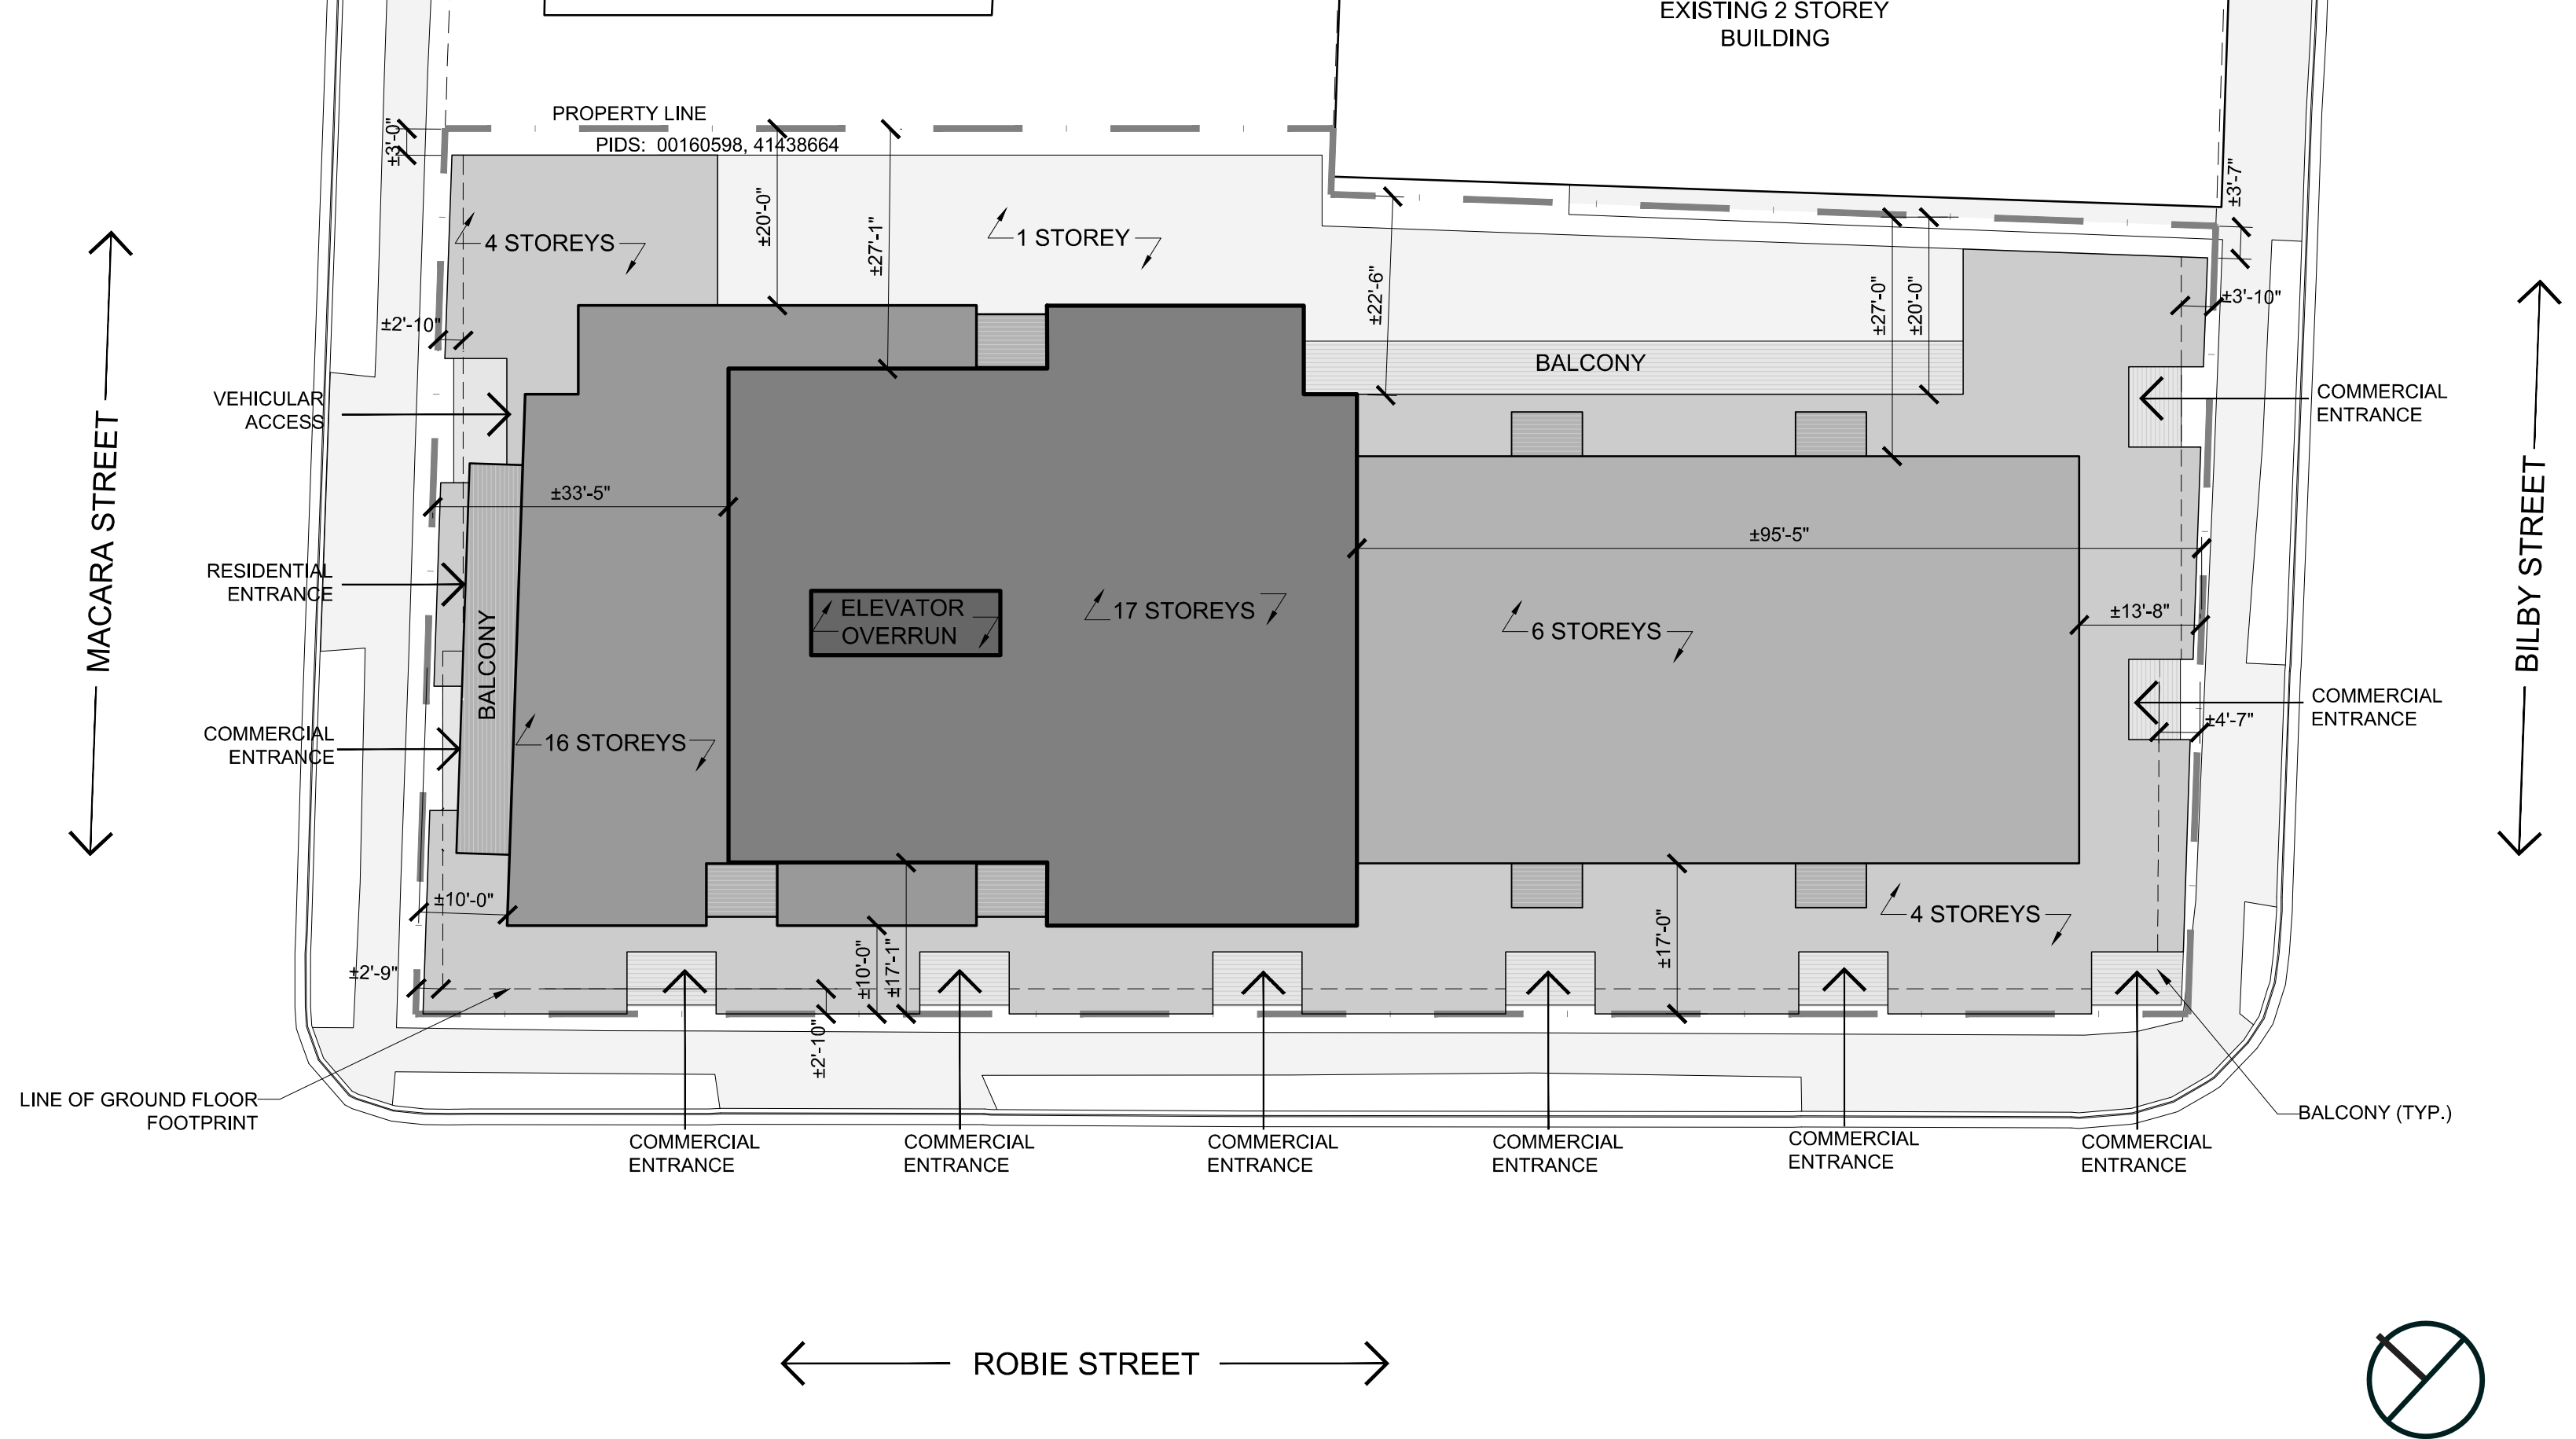 EXISTING 2 STOREY
BUILDING
PROPERTY LINE
PIDS: 00160598, 41438664
±3'-0"
±20'-0"
±27'-1"
±3'-7"
4 STOREYS
1 STOREY
±22'-6"
±27'-0"
±20'-0"
±3'-10"
±2'-10"
BALCONY
VEHICULAR
ACCESS
COMMERCIAL
ENTRANCE
MACARA STREET
±33'-5"
±95'-5"
BILBY STREET
RESIDENTIAL
ENTRANCE
BALCONY
ELEVATOR
OVERRUN
17 STOREYS
6 STOREYS
±13'-8"
COMMERCIAL
ENTRANCE
16 STOREYS
COMMERCIAL
ENTRANCE
±4'-7"
±10'-0"
±2'-9"
±10'-0"
±17'-1"
±17'-0"
4 STOREYS
±2'-10"
LINE OF GROUND FLOOR
FOOTPRINT
BALCONY (TYP.)
COMMERCIAL
ENTRANCE
COMMERCIAL
ENTRANCE
COMMERCIAL
ENTRANCE
COMMERCIAL
ENTRANCE
COMMERCIAL
ENTRANCE
COMMERCIAL
ENTRANCE
ROBIE STREET